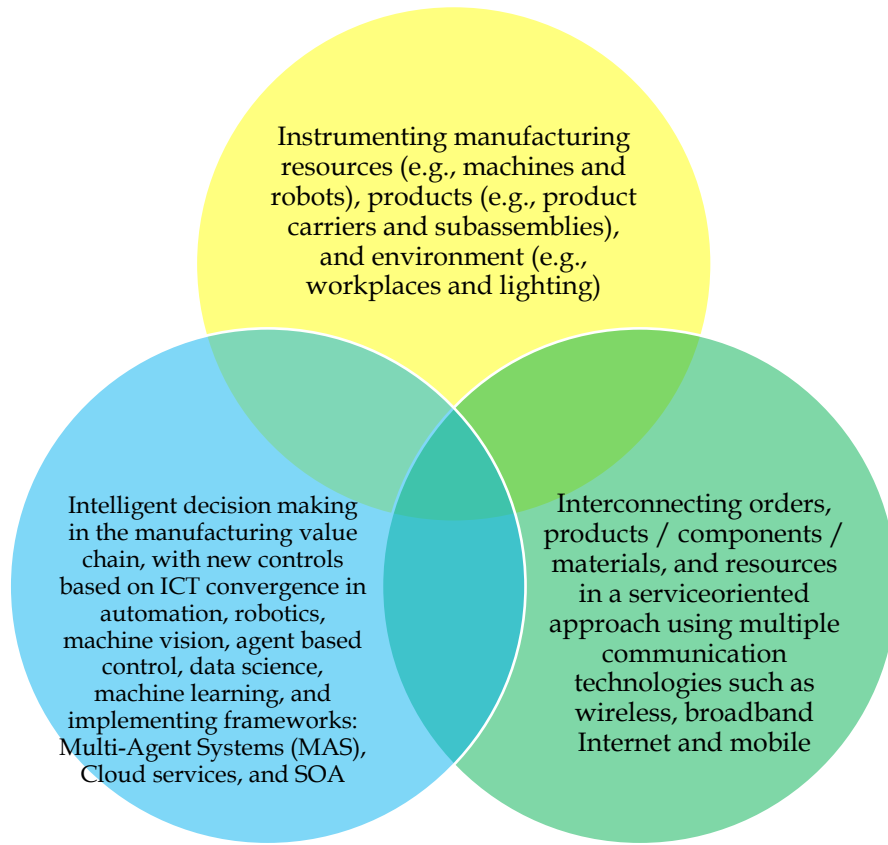 Instrumenting manufacturing
resources (e.g., machines and
robots), products (e.g., product
carriers and subassemblies),
and environment (e.g.,
workplaces and lighting)
Intelligent decision making
in the manufacturing value
chain, with new controls
based on ICT convergence in
automation, robotics,
machine vision, agent based
control, data science,
machine learning, and
implementing frameworks:
Multi-Agent Systems (MAS),
Cloud services, and SOA
Interconnecting orders,
products / components /
materials, and resources
in a serviceoriented
approach using multiple
communication
technologies such as
wireless, broadband
Internet and mobile